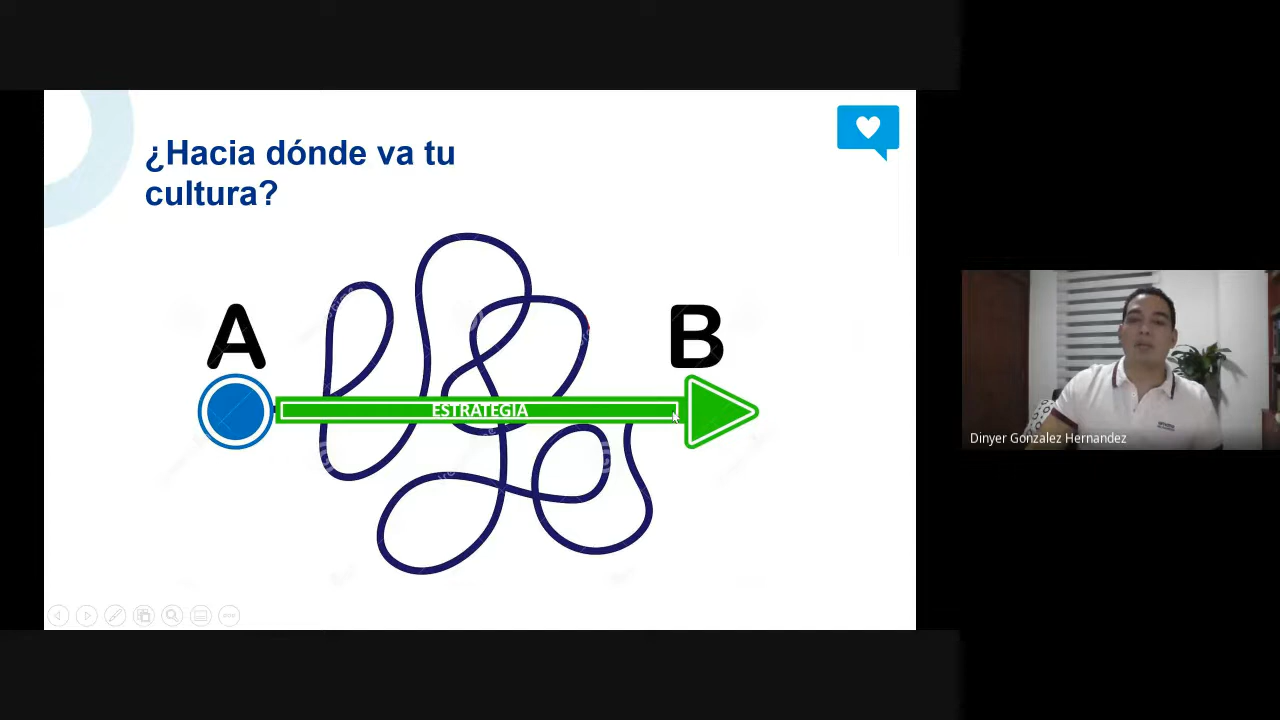 ¿Hacia dónde va tu
cultura?
A
B
ESTRATEGIA
Dinyer Gonzalez Hernandez